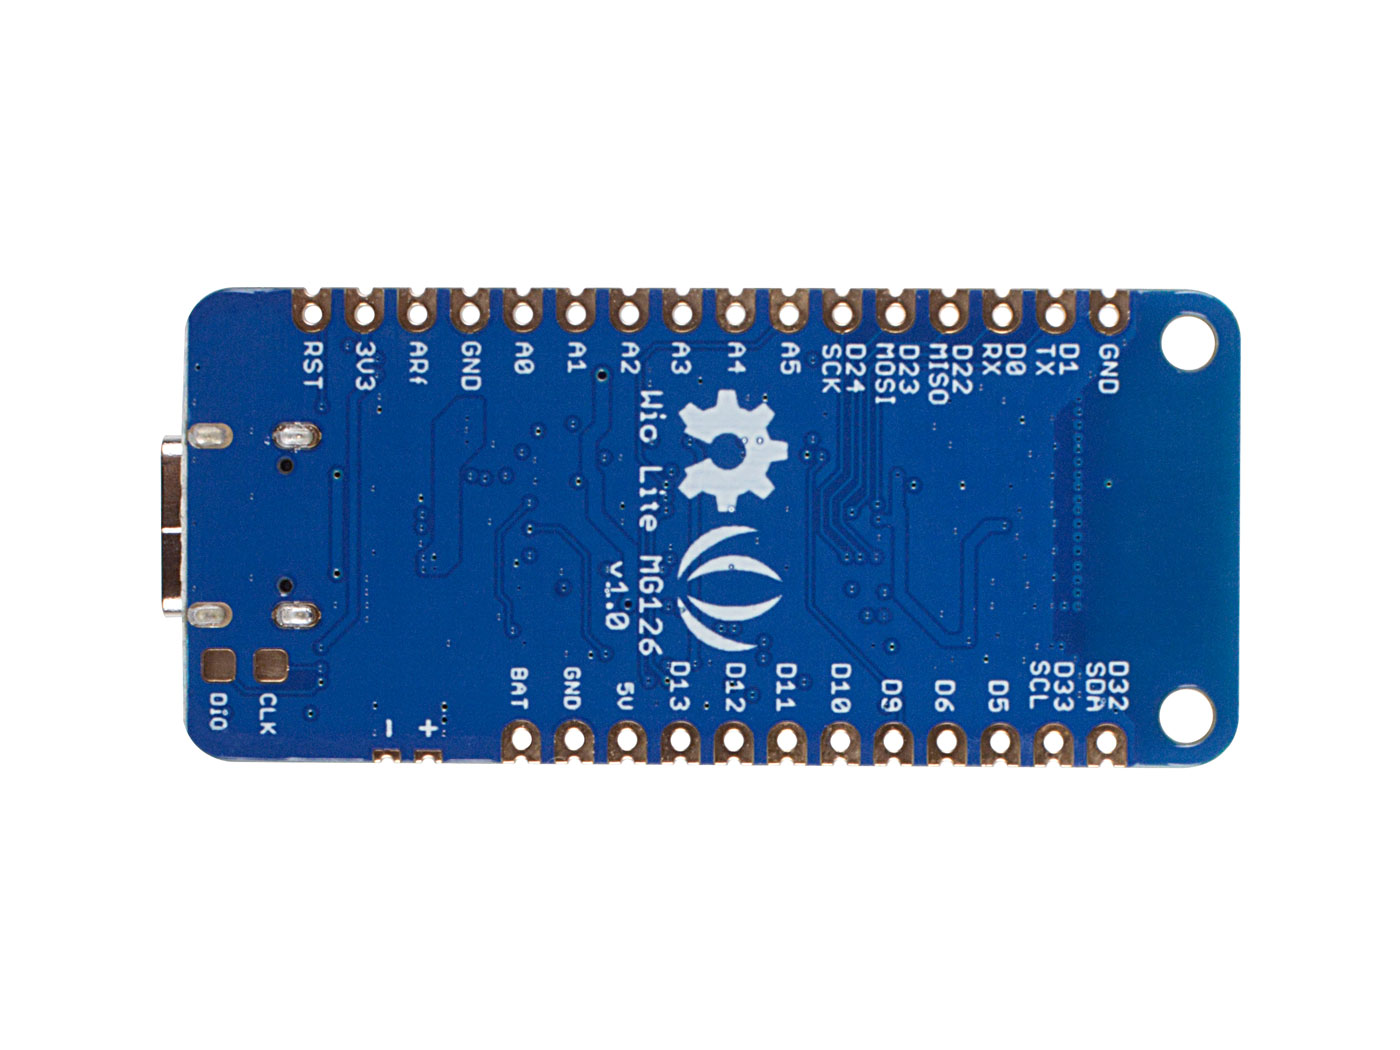 RST
3V3
ARf
GND
A0
A1
A2
A3
A4
A5
D24
SCK
D23
MOSI
D22
MISO
D0
RX
D1
TX
GND
Wio Lite MG126
v1.0
DiO
CLK
-
+
BAT
GND
5V
D13
D12
D11
D10
D9
D6
D5
D33
SCL
D32
SDA